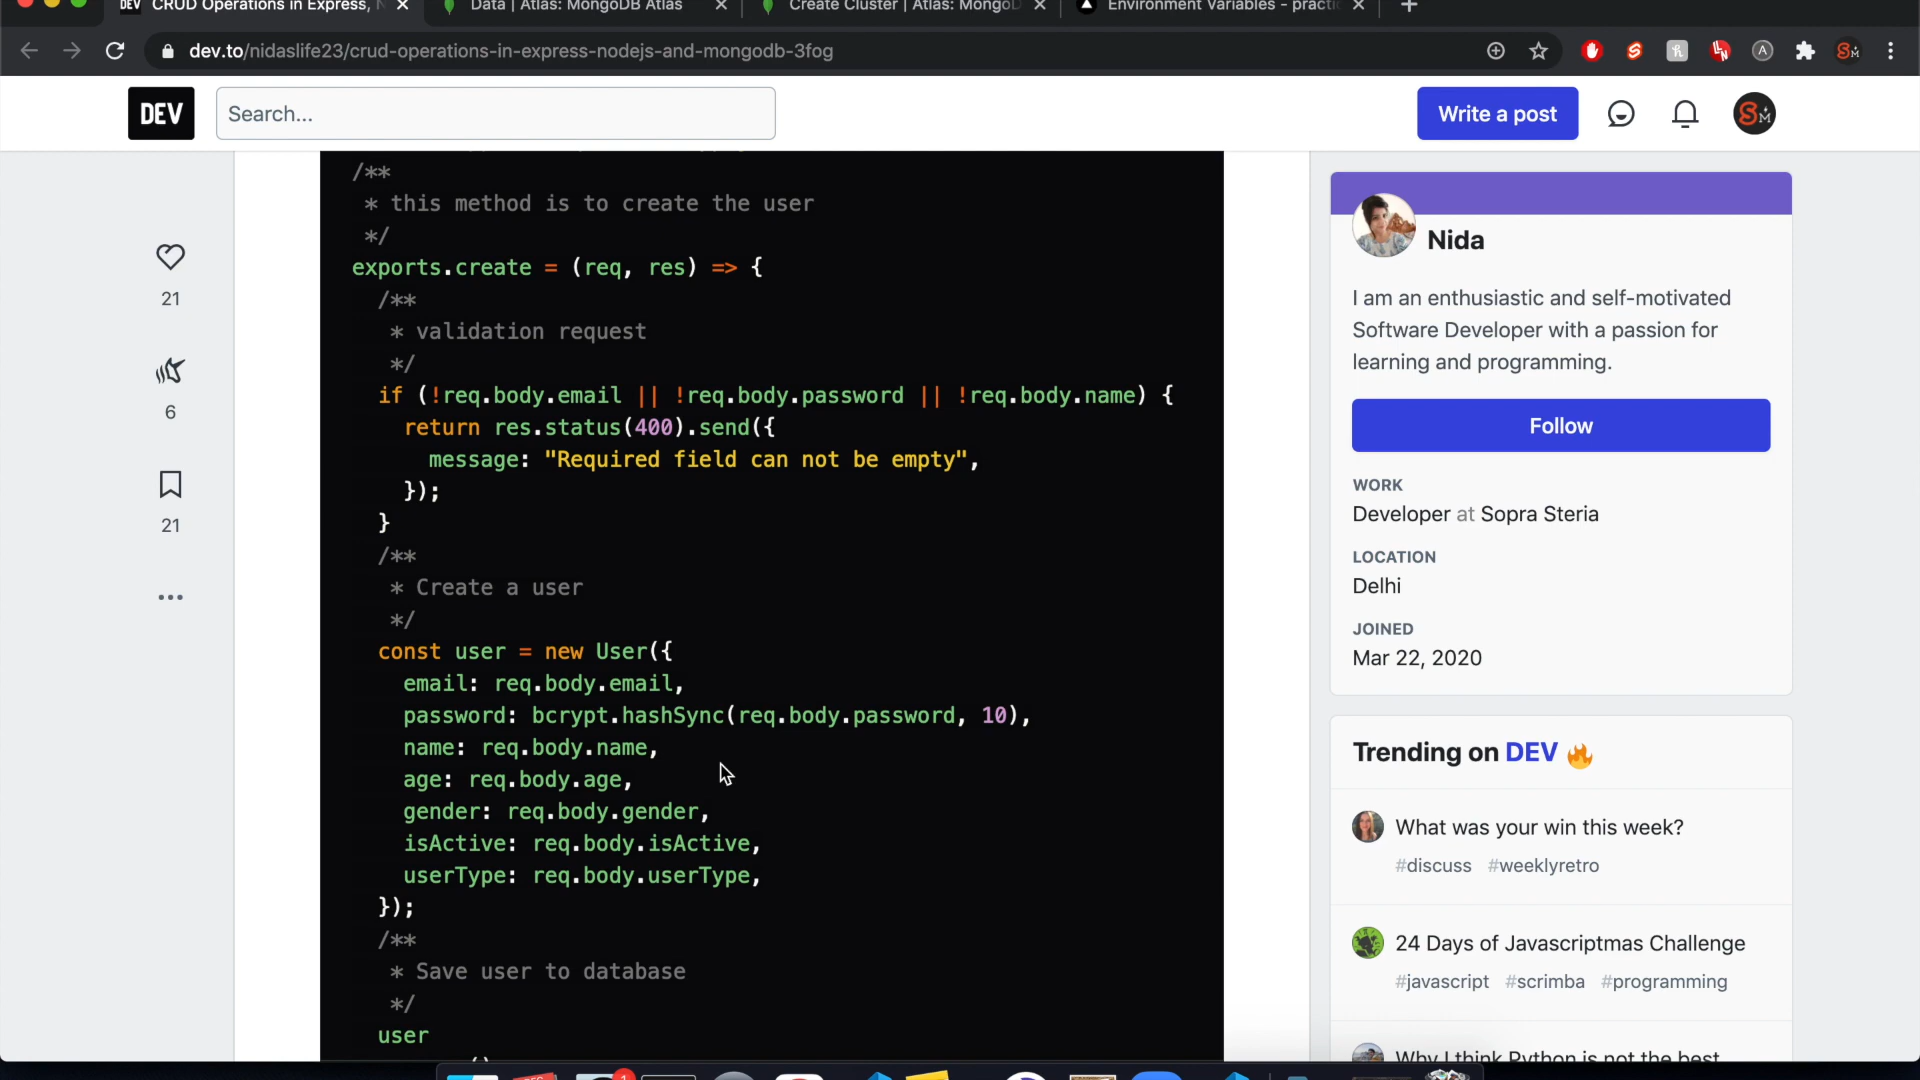 DEV CRUD Operations in Express,
Data | Atlas: MongoDB Atlas
Create Cluster | Atlas: MongoD
Environment Variables - practi
dev.to/nidaslife23/crud-operations-in-express-nodejs-and-mongodb-3fog
DEV
Search...
Write a post
/**
* this method is to create the user
*/
exports.create = (req, res) => {
/**
* validation request
*/
if (!req.body.email || !req.body.password || !req.body.name) {
return res.status(400).send({
message: "Required field can not be empty",
});
}
/**
* Create a user
*/
const user = new User({
email: req.body.email,
password: bcrypt.hashSync(req.body.password, 10),
name: req.body.name,
age: req.body.age,
gender: req.body.gender,
isActive: req.body.isActive,
userType: req.body.userType,
});
/**
* Save user to database
*/
user
21
6
21
Nida
I am an enthusiastic and self-motivated
Software Developer with a passion for
learning and programming.
Follow
WORK
Developer at Sopra Steria
LOCATION
Delhi
JOINED
Mar 22, 2020
Trending on DEV
What was your win this week?
#discuss #weeklyretro
24 Days of Javascriptmas Challenge
#javascript #scrimba #programming
Why I think Python is not the best